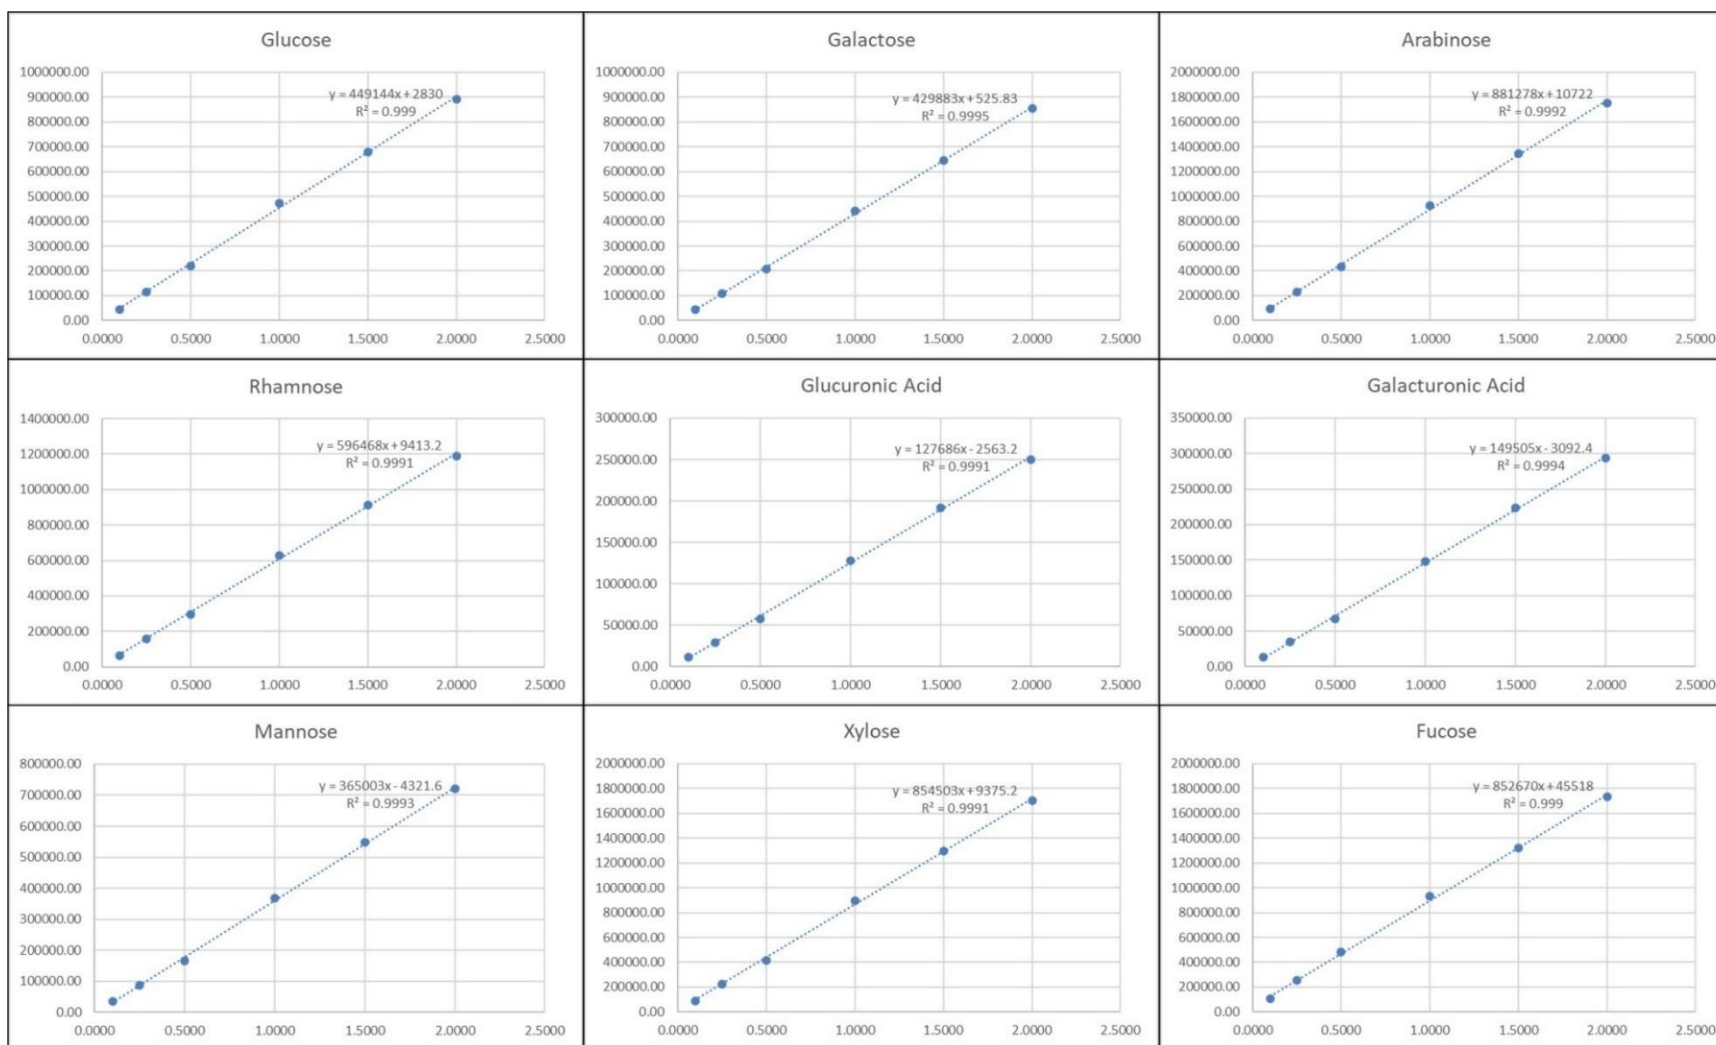 Glucose
1000000.00
900000.00
800000.00
700000.00
600000.00
500000.00
400000.00
300000.00
200000.00
100000.00
0.00
y = 449144x + 2830
R² = 0.999
0.0000 0.5000 1.0000 1.5000 2.0000 2.5000
Galactose
1000000.00
900000.00
800000.00
700000.00
600000.00
500000.00
400000.00
300000.00
200000.00
100000.00
0.00
y = 429883x + 525.83
R² = 0.9995
0.0000 0.5000 1.0000 1.5000 2.0000 2.5000
Arabinose
2000000.00
1800000.00
1600000.00
1400000.00
1200000.00
1000000.00
800000.00
600000.00
400000.00
200000.00
0.00
y = 881278x + 10722
R² = 0.9992
0.0000 0.5000 1.0000 1.5000 2.0000 2.5000
Rhamnose
1400000.00
1200000.00
1000000.00
800000.00
600000.00
400000.00
200000.00
0.00
y = 596468x + 9413.2
R² = 0.9991
0.0000 0.5000 1.0000 1.5000 2.0000 2.5000
Glucuronic Acid
300000.00
250000.00
200000.00
150000.00
100000.00
50000.00
0.00
y = 127686x - 2563.2
R² = 0.9991
0.0000 0.5000 1.0000 1.5000 2.0000 2.5000
Galacturonic Acid
350000.00
300000.00
250000.00
200000.00
150000.00
100000.00
50000.00
0.00
y = 149505x - 3092.4
R² = 0.9994
0.0000 0.5000 1.0000 1.5000 2.0000 2.5000
Mannose
800000.00
700000.00
600000.00
500000.00
400000.00
300000.00
200000.00
100000.00
0.00
y = 365003x - 4321.6
R² = 0.9993
0.0000 0.5000 1.0000 1.5000 2.0000 2.5000
Xylose
2000000.00
1800000.00
1600000.00
1400000.00
1200000.00
1000000.00
800000.00
600000.00
400000.00
200000.00
0.00
y = 854503x + 9375.2
R² = 0.9991
0.0000 0.5000 1.0000 1.5000 2.0000 2.5000
Fucose
2000000.00
1800000.00
1600000.00
1400000.00
1200000.00
1000000.00
800000.00
600000.00
400000.00
200000.00
0.00
y = 852670x + 45518
R² = 0.999
0.0000 0.5000 1.0000 1.5000 2.0000 2.5000